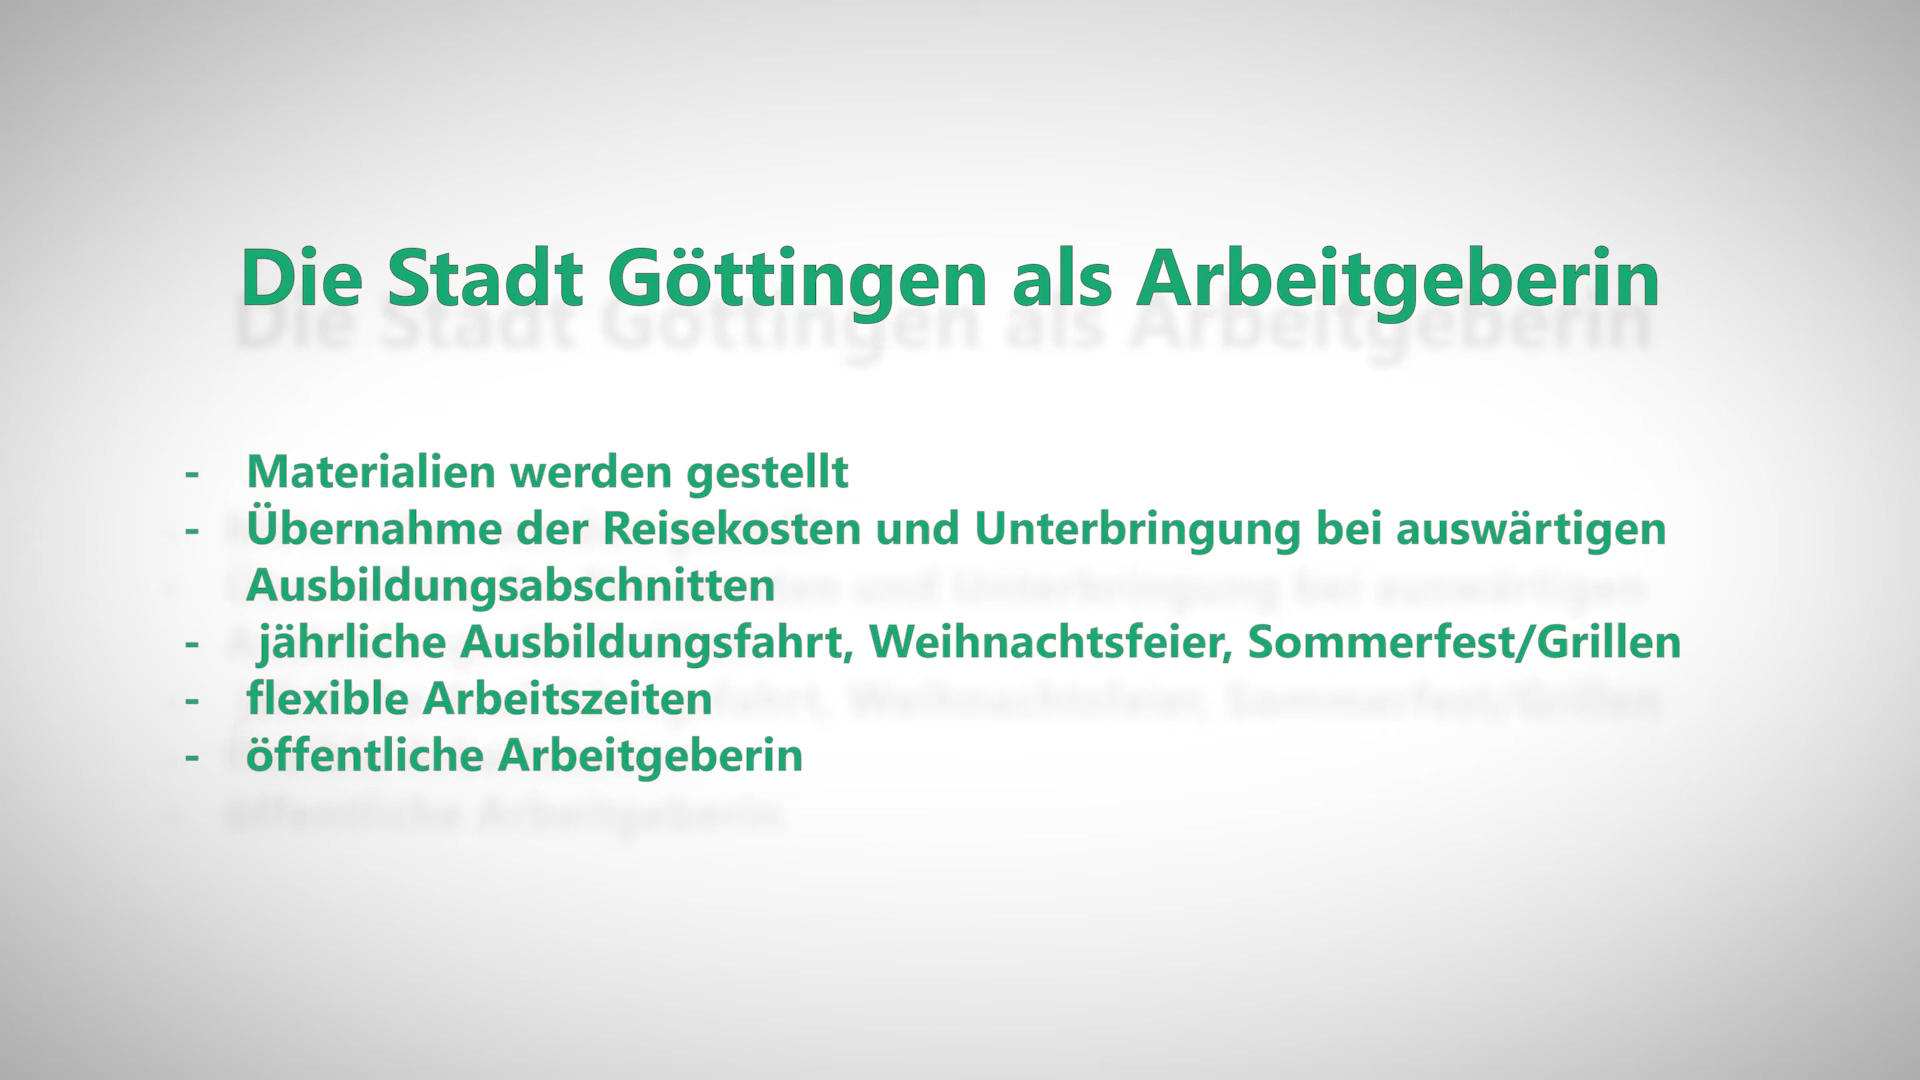 Die Stadt Göttingen als Arbeitgeberin
- Materialien werden gestellt
- Übernahme der Reisekosten und Unterbringung bei auswärtigen
- Ausbildungsabschnitten
- jährliche Ausbildungsfahrt, Weihnachtsfeier, Sommerfest/Grillen
- flexible Arbeitszeiten
- öffentliche Arbeitgeberin